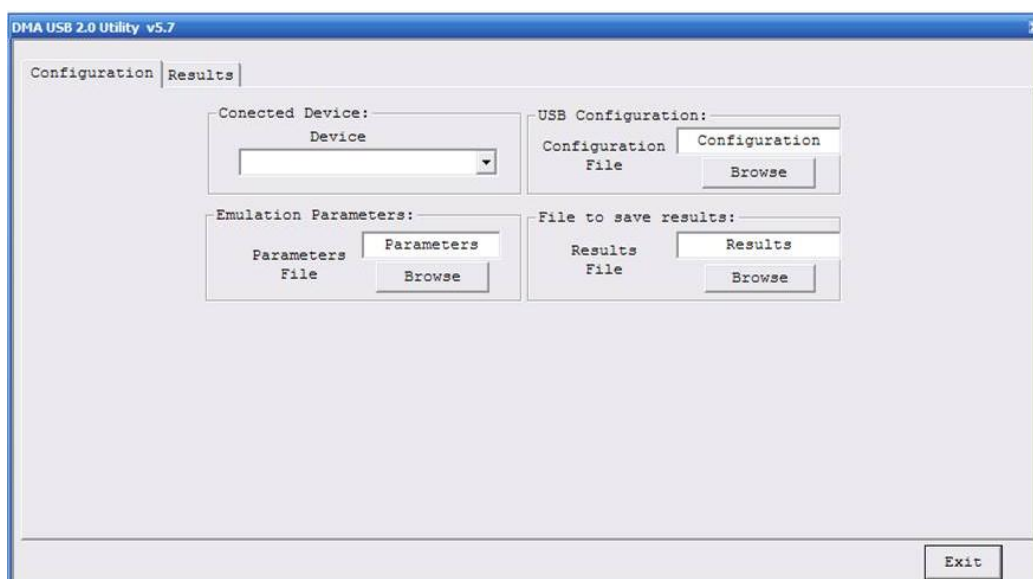 DMA USB 2.0 Utility v5.7
Configuration
Results
Conected Device:
Device
USB Configuration:
Configuration
File
Configuration
Browse
Emulation Parameters:
Parameters
File
Parameters
Browse
File to save results:
Results
File
Results
Browse
Exit